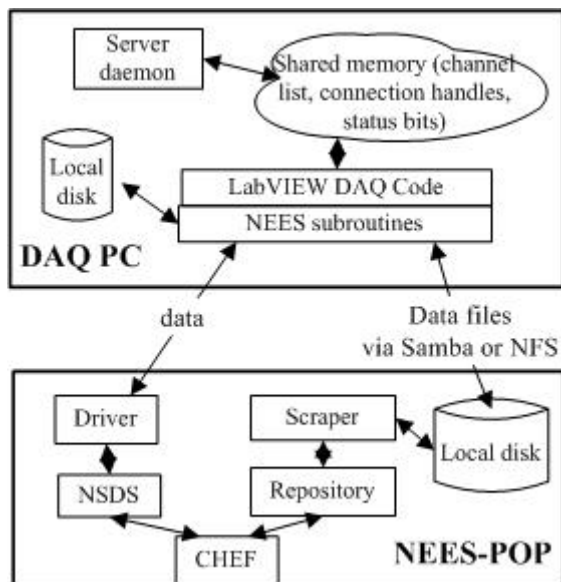 Server
daemon
Shared memory (channel
list, connection handles,
status bits)
Local
disk
LabVIEW DAQ Code
NEES subroutines
DAQ PC
data
Data files
via Samba or NFS
Driver
Scraper
Local disk
NSDS
Repository
CHEF
NEES-POP